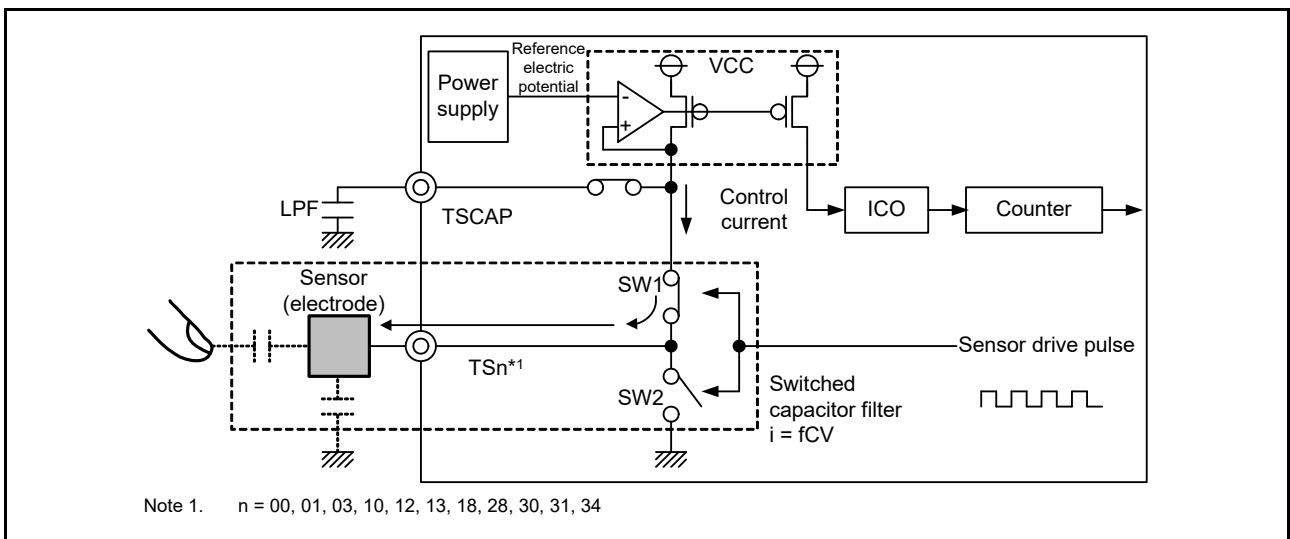 Reference
electric
potential
Power
supply
VCC
-
+
LPF
TSCAP
Control
current
ICO
Counter
Sensor
(electrode)
SW1
TSn*1
Sensor drive pulse
SW2
Switched
capacitor filter
i = fCV
Note 1. n = 00, 01, 03, 10, 12, 13, 18, 28, 30, 31, 34